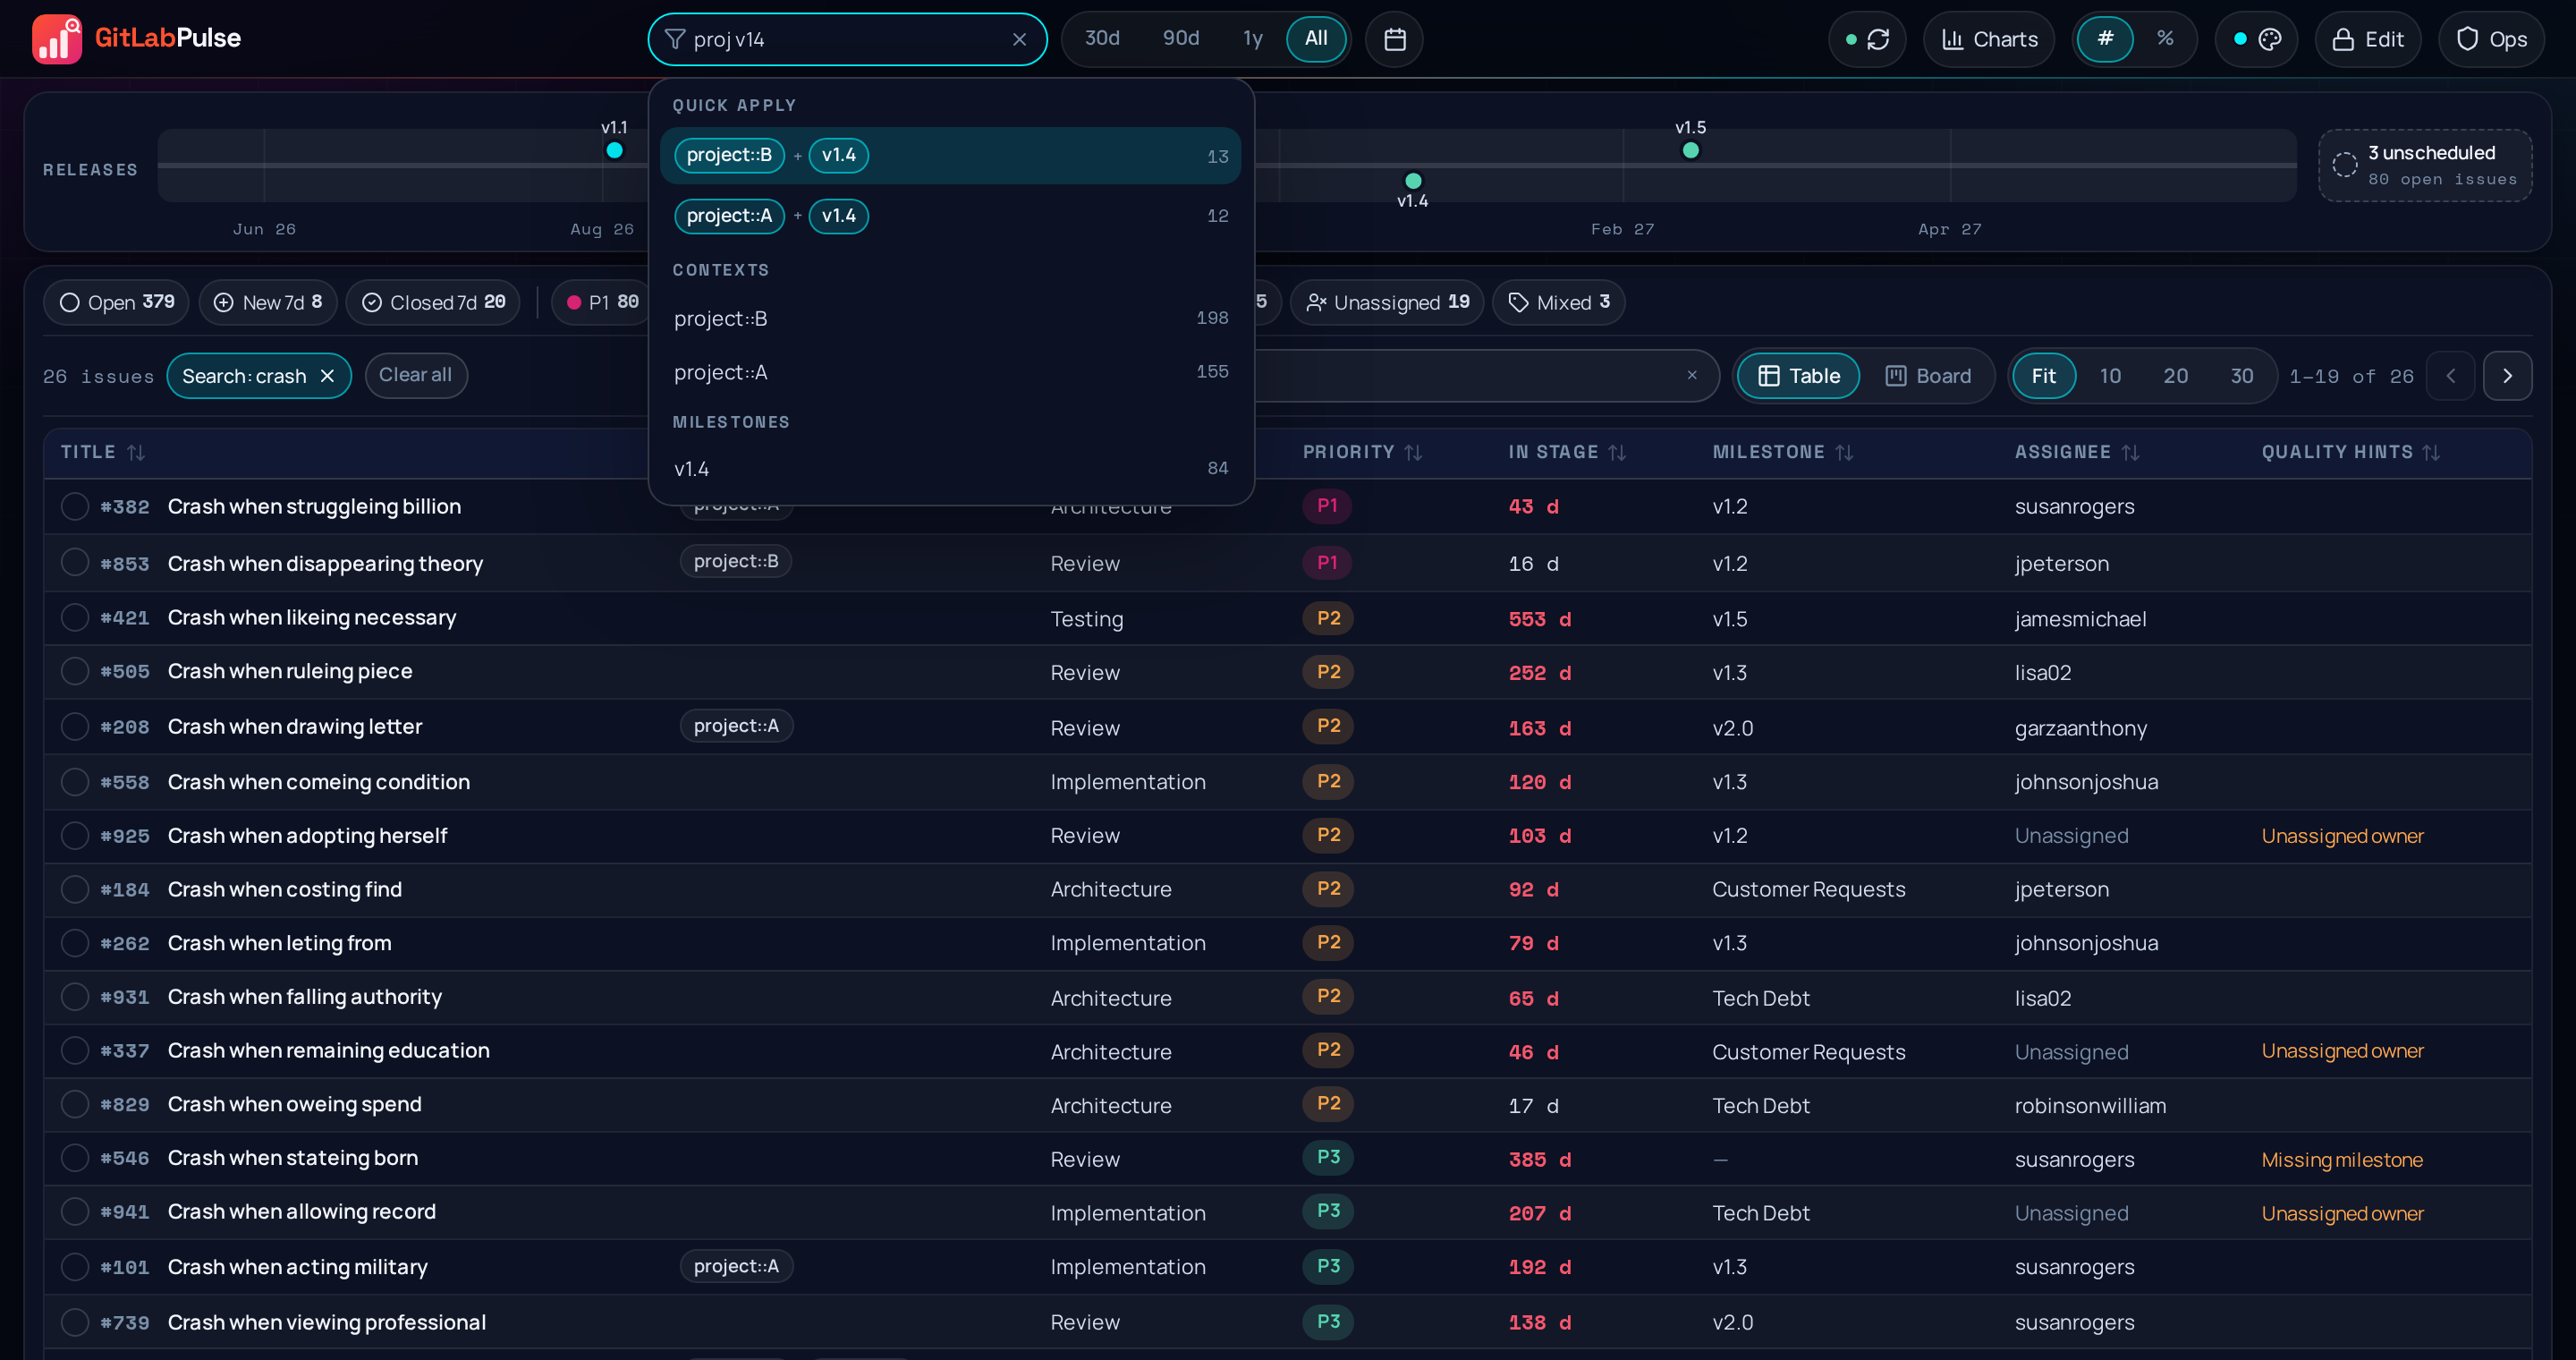 GitLabPulse
proj v14
30d 90d 1y All
Charts # % Edit Ops
QUICK APPLY
project::B + v1.4 13
project::A + v1.4 12
CONTEXTS
project::B 198
project::A 155
MILESTONES
v1.4 84
RELEASES
v1.1
v1.4
v1.5
Jun 26 Aug 26 Feb 27 Apr 27
3 unscheduled
80 open issues
Open 379 New 7d 8 Closed 7d 20 P1 80 5 Unassigned 19 Mixed 3
26 issues Search: crash Clear all Table Board Fit 10 20 30 1–19 of 26
TITLE PRIORITY IN STAGE MILESTONE ASSIGNEE QUALITY HINTS
#382 Crash when struggleing billion project::A Architecture P1 43 d v1.2 susanrogers
#853 Crash when disappearing theory project::B Review P1 16 d v1.2 jpeterson
#421 Crash when likeing necessary Testing P2 553 d v1.5 jamesmichael
#505 Crash when ruleing piece Review P2 252 d v1.3 lisa02
#208 Crash when drawing letter project::A Review P2 163 d v2.0 garzaanthony
#558 Crash when comeing condition Implementation P2 120 d v1.3 johnsonjoshua
#925 Crash when adopting herself Review P2 103 d v1.2 Unassigned Unassigned owner
#184 Crash when costing find Architecture P2 92 d Customer Requests jpeterson
#262 Crash when leting from Implementation P2 79 d v1.3 johnsonjoshua
#931 Crash when falling authority Architecture P2 65 d Tech Debt lisa02
#337 Crash when remaining education Architecture P2 46 d Customer Requests Unassigned Unassigned owner
#829 Crash when oweing spend Architecture P2 17 d Tech Debt robinsonwilliam
#546 Crash when stateing born Review P3 385 d — susanrogers Missing milestone
#941 Crash when allowing record Implementation P3 207 d Tech Debt Unassigned Unassigned owner
#101 Crash when acting military project::A Implementation P3 192 d v1.3 susanrogers
#739 Crash when viewing professional Review P3 138 d v2.0 susanrogers